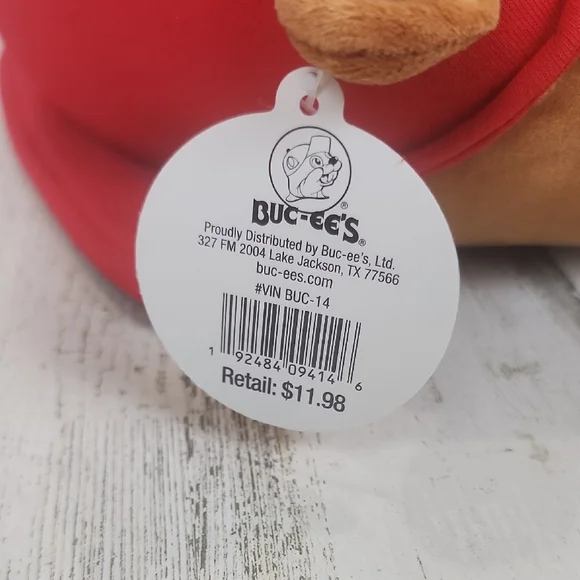 BUC-EE'S®
Proudly Distributed by Buc-ee's, Ltd.
327 FM 2004 Lake Jackson, TX 77566
buc-ees.com
#VIN BUC-14
1 92484 09414 6
Retail: $11.98